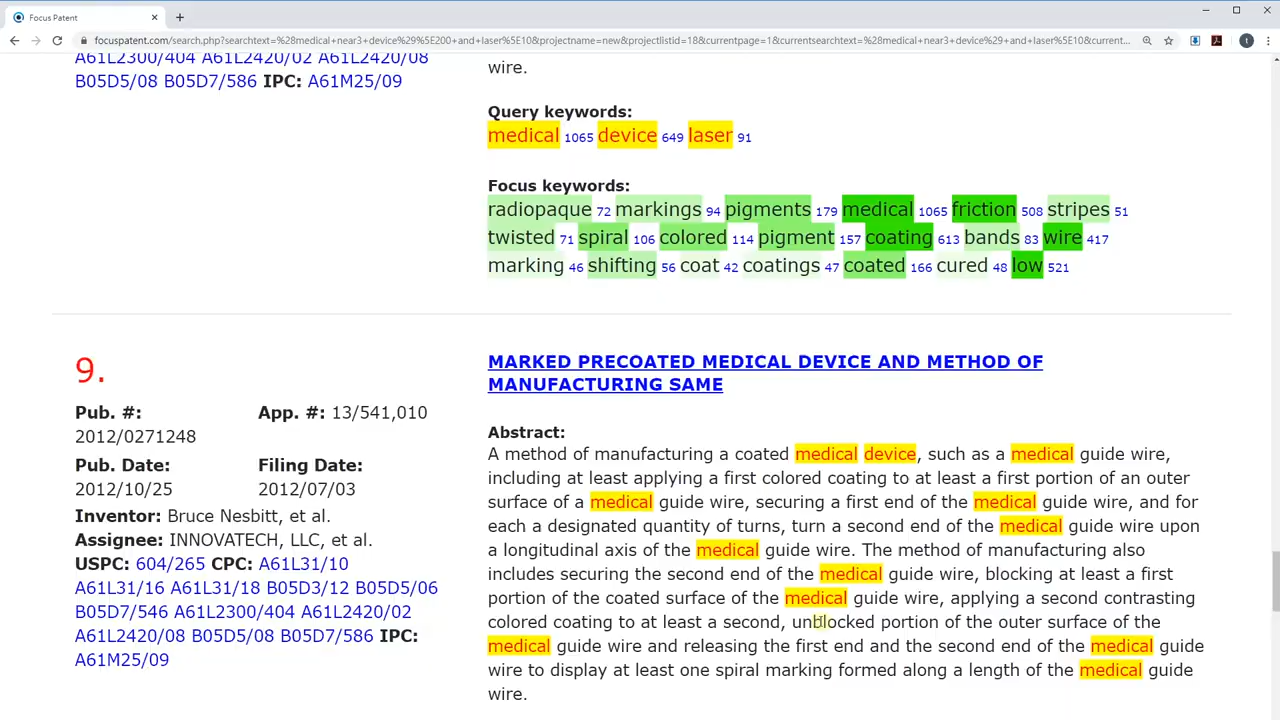 Focus Patent
focuspatent.com/search.php?searchtext=%28medical+near3+device%29%5E200+and+laser%5E10&projectname=new&projectlistid=18&currentpage=1&currentsearchtext=%28medical+near3+device%29+and+laser%5E10&current...
A61L2300/404 A61L2420/02 A61L2420/08
B05D5/08 B05D7/586 IPC: A61M25/09
wire.
Query keywords:
medical 1065 device 649 laser 91
Focus keywords:
radiopaque 72 markings 94 pigments 179 medical 1065 friction 508 stripes 51
twisted 71 spiral 106 colored 114 pigment 157 coating 613 bands 83 wire 417
marking 46 shifting 56 coat 42 coatings 47 coated 166 cured 48 low 521
9.
Pub. #: App. #: 13/541,010
2012/0271248
Pub. Date: Filing Date:
2012/10/25 2012/07/03
Inventor: Bruce Nesbitt, et al.
Assignee: INNOVATECH, LLC, et al.
USPC: 604/265 CPC: A61L31/10
A61L31/16 A61L31/18 B05D3/12 B05D5/06
B05D7/546 A61L2300/404 A61L2420/02
A61L2420/08 B05D5/08 B05D7/586 IPC:
A61M25/09
MARKED PRECOATED MEDICAL DEVICE AND METHOD OF
MANUFACTURING SAME
Abstract:
A method of manufacturing a coated medical device, such as a medical guide wire,
including at least applying a first colored coating to at least a first portion of an outer
surface of a medical guide wire, securing a first end of the medical guide wire, and for
each a designated quantity of turns, turn a second end of the medical guide wire upon
a longitudinal axis of the medical guide wire. The method of manufacturing also
includes securing the second end of the medical guide wire, blocking at least a first
portion of the coated surface of the medical guide wire, applying a second contrasting
colored coating to at least a second, unblocked portion of the outer surface of the
medical guide wire and releasing the first end and the second end of the medical guide
wire to display at least one spiral marking formed along a length of the medical guide
wire.